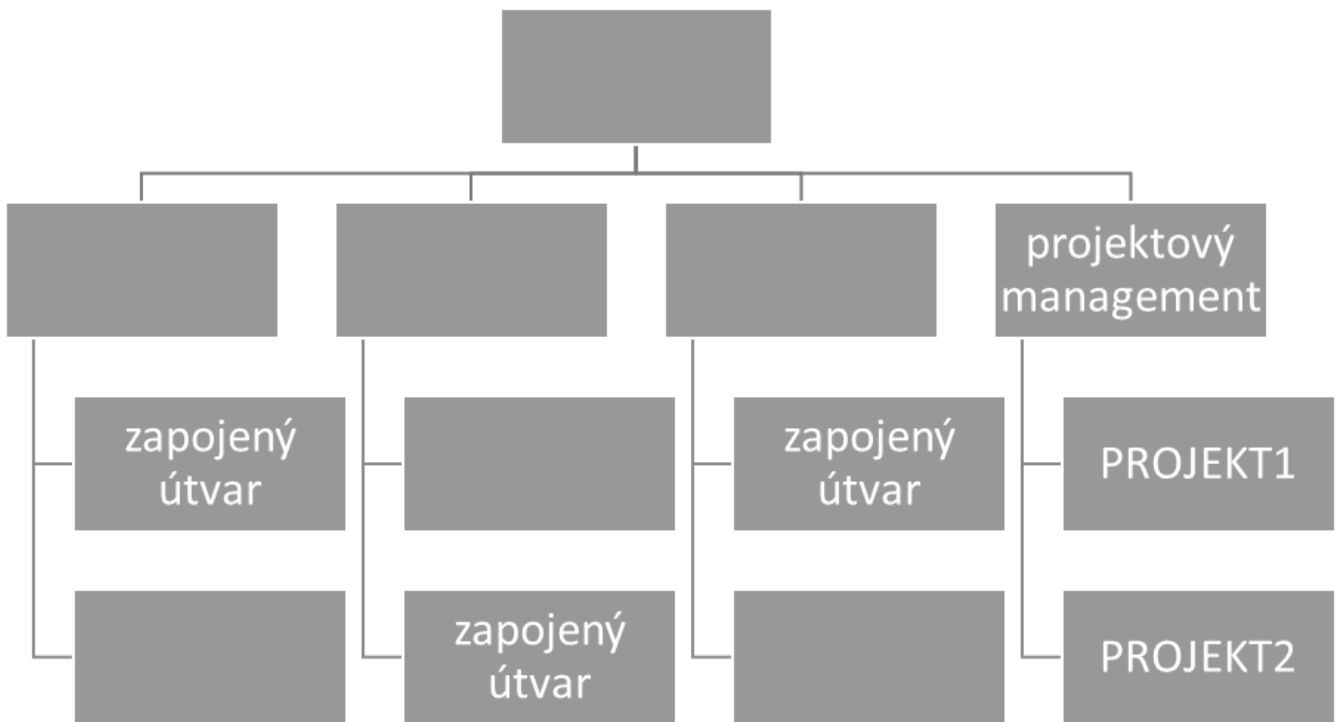 projektový
management
zapojený
útvar
zapojený
útvar
PROJEKT1
zapojený
útvar
PROJEKT2